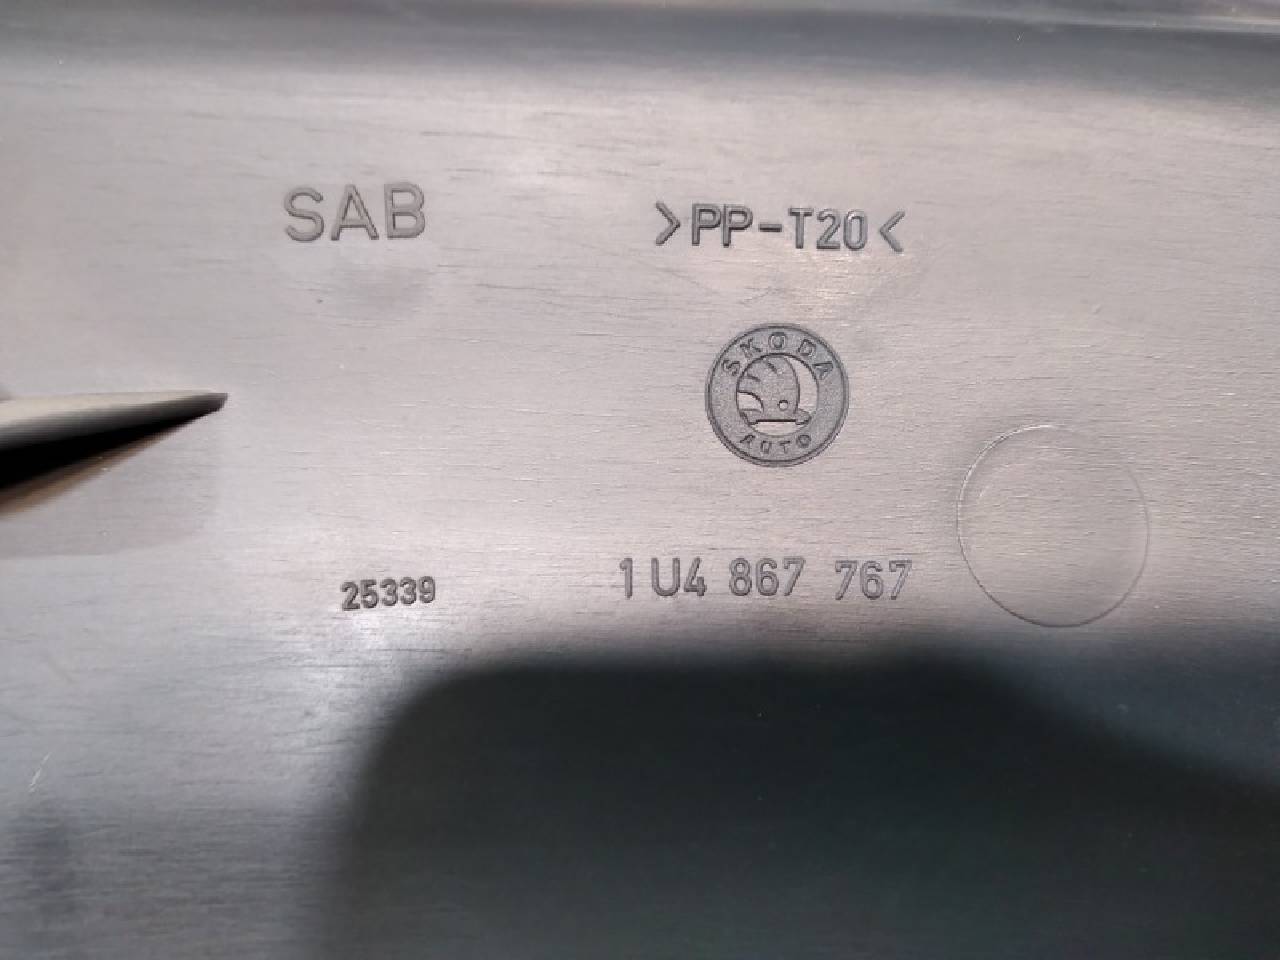 SAB
>PP-T20<
SKODA
AUTO
25339
1U4 867 767